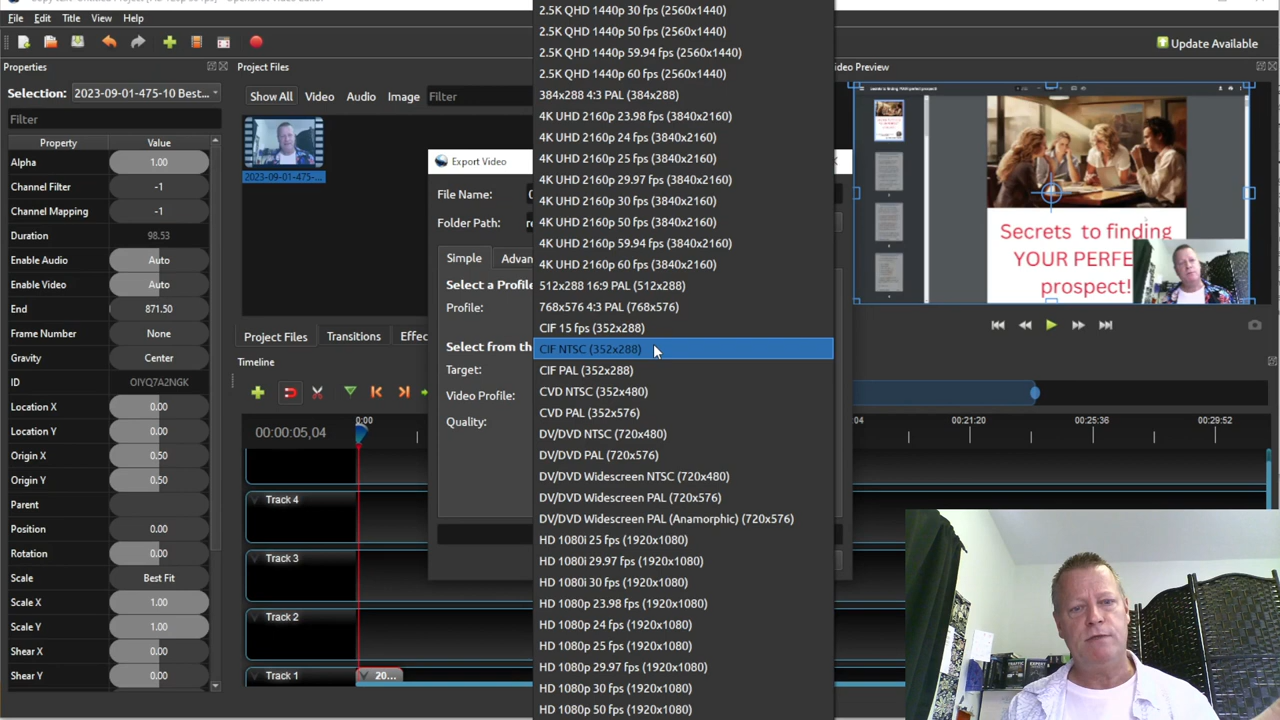 File Edit Title View Help
Update Available
Properties
Project Files
Video Preview
Selection: 2023-09-01-475-10 Best...
Show All Video Audio Image Filter
Filter
Property Value
Alpha 1.00
Channel Filter -1
Channel Mapping -1
Duration 98.53
Enable Audio Auto
Enable Video Auto
End 871.50
Frame Number None
Gravity Center
ID OIYQ7A2NGK
Location X 0.00
Location Y 0.00
Origin X 0.50
Origin Y 0.50
Parent
Position 0.00
Rotation 0.00
Scale Best Fit
Scale X 1.00
Scale Y 1.00
Shear X 0.00
Shear Y 0.00
2023-09-01-475-...
Project Files Transitions
Timeline
00:00:05,04
0:00
Track 4
Track 3
Track 2
Track 1
20...
Export Video
File Name:
Folder Path:
Simple
Select a Profile
Profile:
Target:
Video Profile:
Quality:
2.5K QHD 1440p 30 fps (2560x1440)
2.5K QHD 1440p 50 fps (2560x1440)
2.5K QHD 1440p 59.94 fps (2560x1440)
2.5K QHD 1440p 60 fps (2560x1440)
384x288 4:3 PAL (384x288)
4K UHD 2160p 23.98 fps (3840x2160)
4K UHD 2160p 24 fps (3840x2160)
4K UHD 2160p 25 fps (3840x2160)
4K UHD 2160p 29.97 fps (3840x2160)
4K UHD 2160p 30 fps (3840x2160)
4K UHD 2160p 50 fps (3840x2160)
4K UHD 2160p 59.94 fps (3840x2160)
4K UHD 2160p 60 fps (3840x2160)
512x288 16:9 PAL (512x288)
768x576 4:3 PAL (768x576)
CIF 15 fps (352x288)
CIF NTSC (352x288)
CIF PAL (352x288)
CVD NTSC (352x480)
CVD PAL (352x576)
DV/DVD NTSC (720x480)
DV/DVD PAL (720x576)
DV/DVD Widescreen NTSC (720x480)
DV/DVD Widescreen PAL (720x576)
DV/DVD Widescreen PAL (Anamorphic) (720x576)
HD 1080i 25 fps (1920x1080)
HD 1080i 29.97 fps (1920x1080)
HD 1080i 30 fps (1920x1080)
HD 1080p 23.98 fps (1920x1080)
HD 1080p 24 fps (1920x1080)
HD 1080p 25 fps (1920x1080)
HD 1080p 29.97 fps (1920x1080)
HD 1080p 30 fps (1920x1080)
HD 1080p 50 fps (1920x1080)
Secrets to finding
YOUR PERFE
prospect!
00:21:20 00:25:36 00:29:52